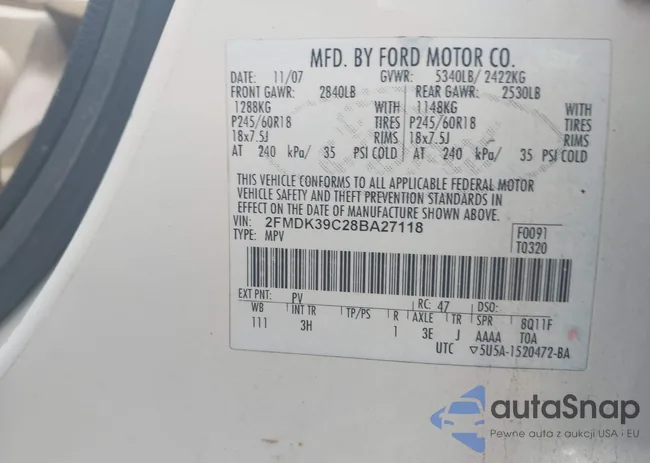 MFD. BY FORD MOTOR CO.
DATE: 11/07 GVWR: 5340LB/ 2422KG
FRONT GAWR: 2840LB REAR GAWR: 2530LB
1288KG WITH 1148KG WITH
P245/60R18 TIRES P245/60R18 TIRES
18x7.5J RIMS 18x7.5J RIMS
AT 240 kPa/ 35 PSI COLD AT 240 kPa/ 35 PSI COLD
THIS VEHICLE CONFORMS TO ALL APPLICABLE FEDERAL MOTOR
VEHICLE SAFETY AND THEFT PREVENTION STANDARDS IN
EFFECT ON THE DATE OF MANUFACTURE SHOWN ABOVE.
VIN: 2FMDK39C28BA27118 F0091
TYPE: MPV T0320
EXT PNT: PV RC: 47 DSO:
WB INT TR TP/PS R AXLE TR SPR 8Q11F
111 3H 1 3E J AAAA TOA
UTC ▽5U5A-1520472-BA
autaSnap
Pewne auta z aukcji USA i EU